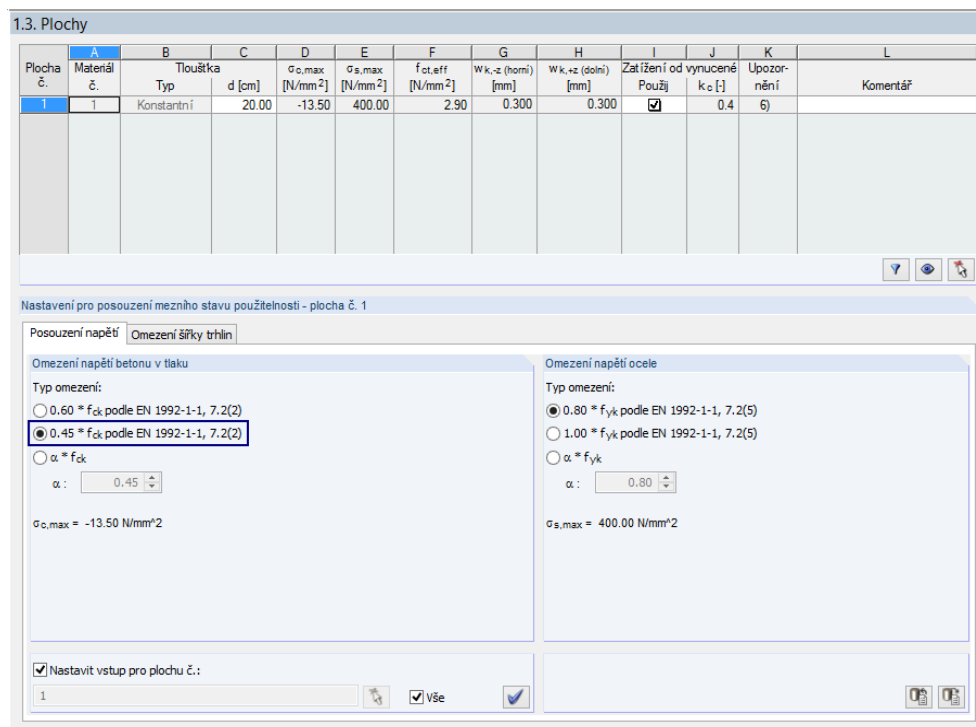 1.3. Plochy
A B C D E F G H I J K L
Plocha Materiál Tloušťka σc,max σs,max f ct,eff wk,-z (horní) wk,+z (dolní) Zatížení od vynucené Upozor-
č. č. Typ d [cm] [N/mm2] [N/mm2] [N/mm2] [mm] [mm] Použij kc [-] nění Komentář
1 1 Konstantní 20.00 -13.50 400.00 2.90 0.300 0.300 0.4 6)
Nastavení pro posouzení mezního stavu použitelnosti - plocha č. 1
Posouzení napětí Omezení šířky trhlin
Omezení napětí betonu v tlaku
Typ omezení:
0.60 * fck podle EN 1992-1-1, 7.2(2)
0.45 * fck podle EN 1992-1-1, 7.2(2)
α * fck
α : 0.45
σc,max = -13.50 N/mm^2
Omezení napětí ocele
Typ omezení:
0.80 * fyk podle EN 1992-1-1, 7.2(5)
1.00 * fyk podle EN 1992-1-1, 7.2(5)
α * fyk
α : 0.80
σs,max = 400.00 N/mm^2
Nastavit vstup pro plochu č.:
1 Vše